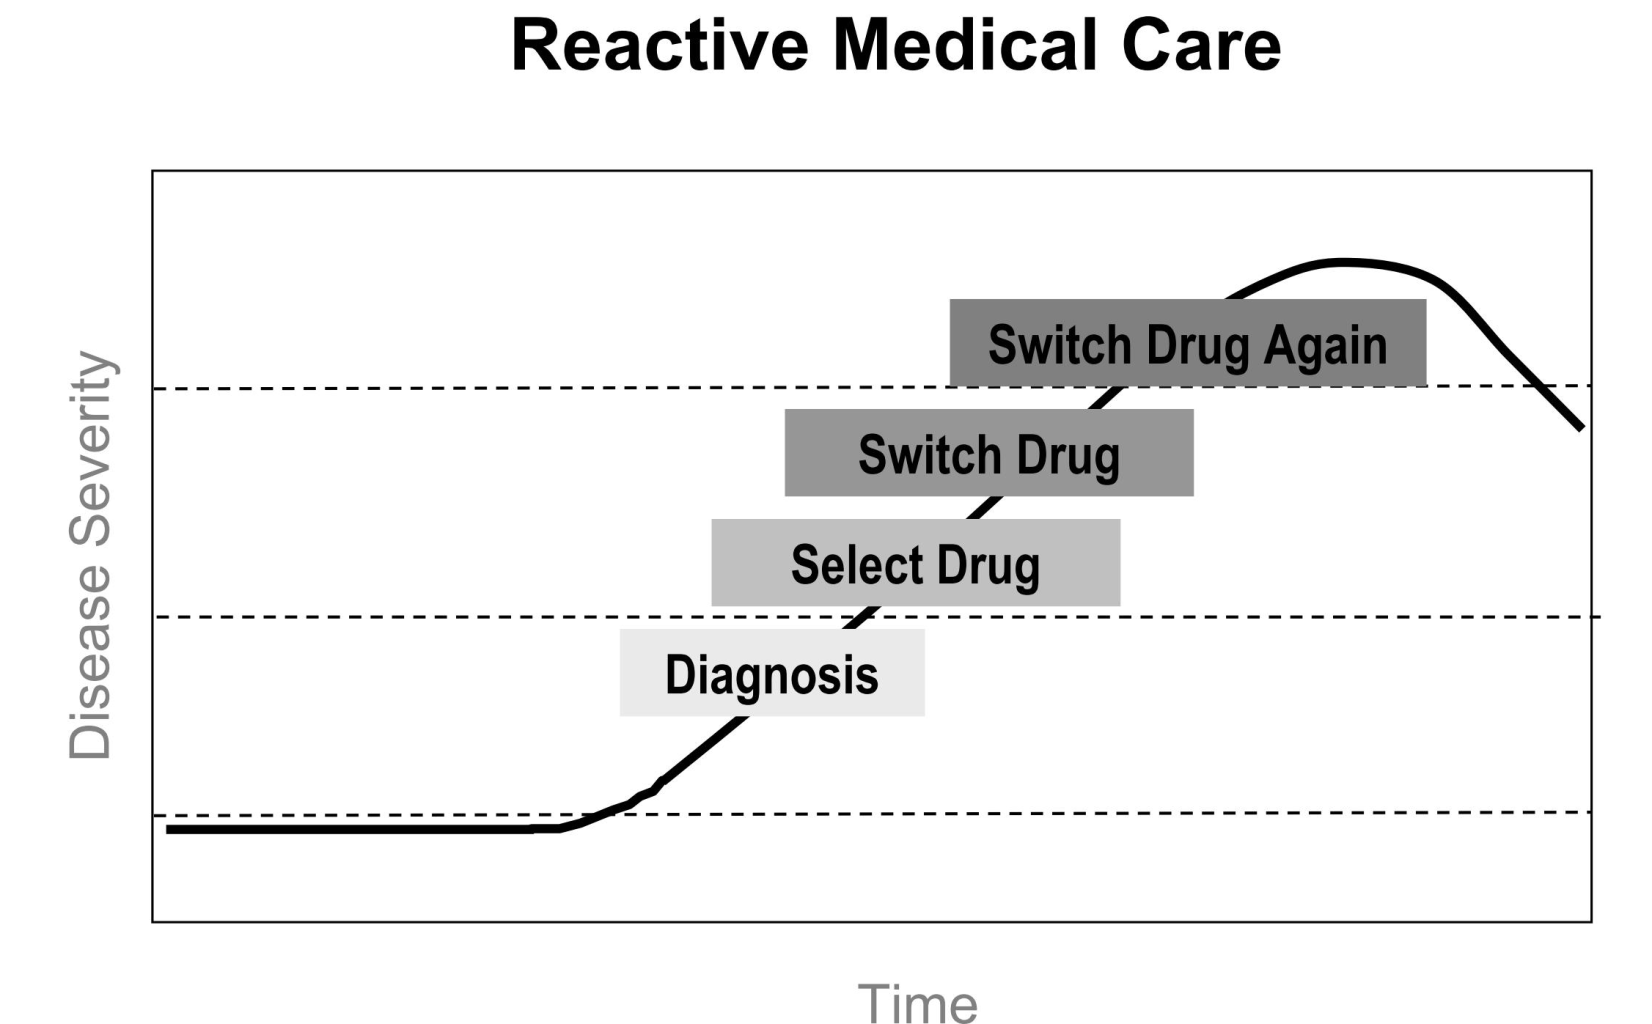 Reactive Medical Care
Disease Severity
Switch Drug Again
Switch Drug
Select Drug
Diagnosis
Time